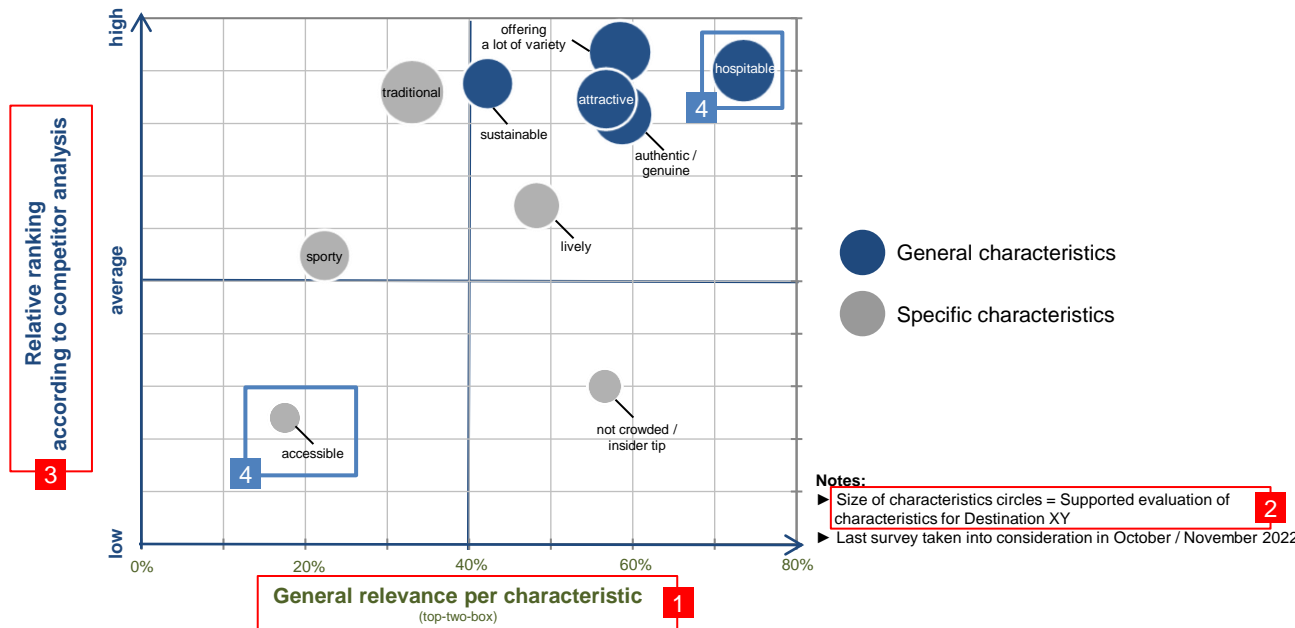 high
average
low
Relative ranking
according to competitor analysis
3
offering
a lot of variety
hospitable
4
traditional
attractive
sustainable
authentic /
genuine
lively
sporty
not crowded /
insider tip
accessible
4
0%
20%
40%
60%
80%
General relevance per characteristic
(top-two-box)
1
General characteristics
Specific characteristics
Notes:
► Size of characteristics circles = Supported evaluation of
characteristics for Destination XY
2
► Last survey taken into consideration in October / November 2022